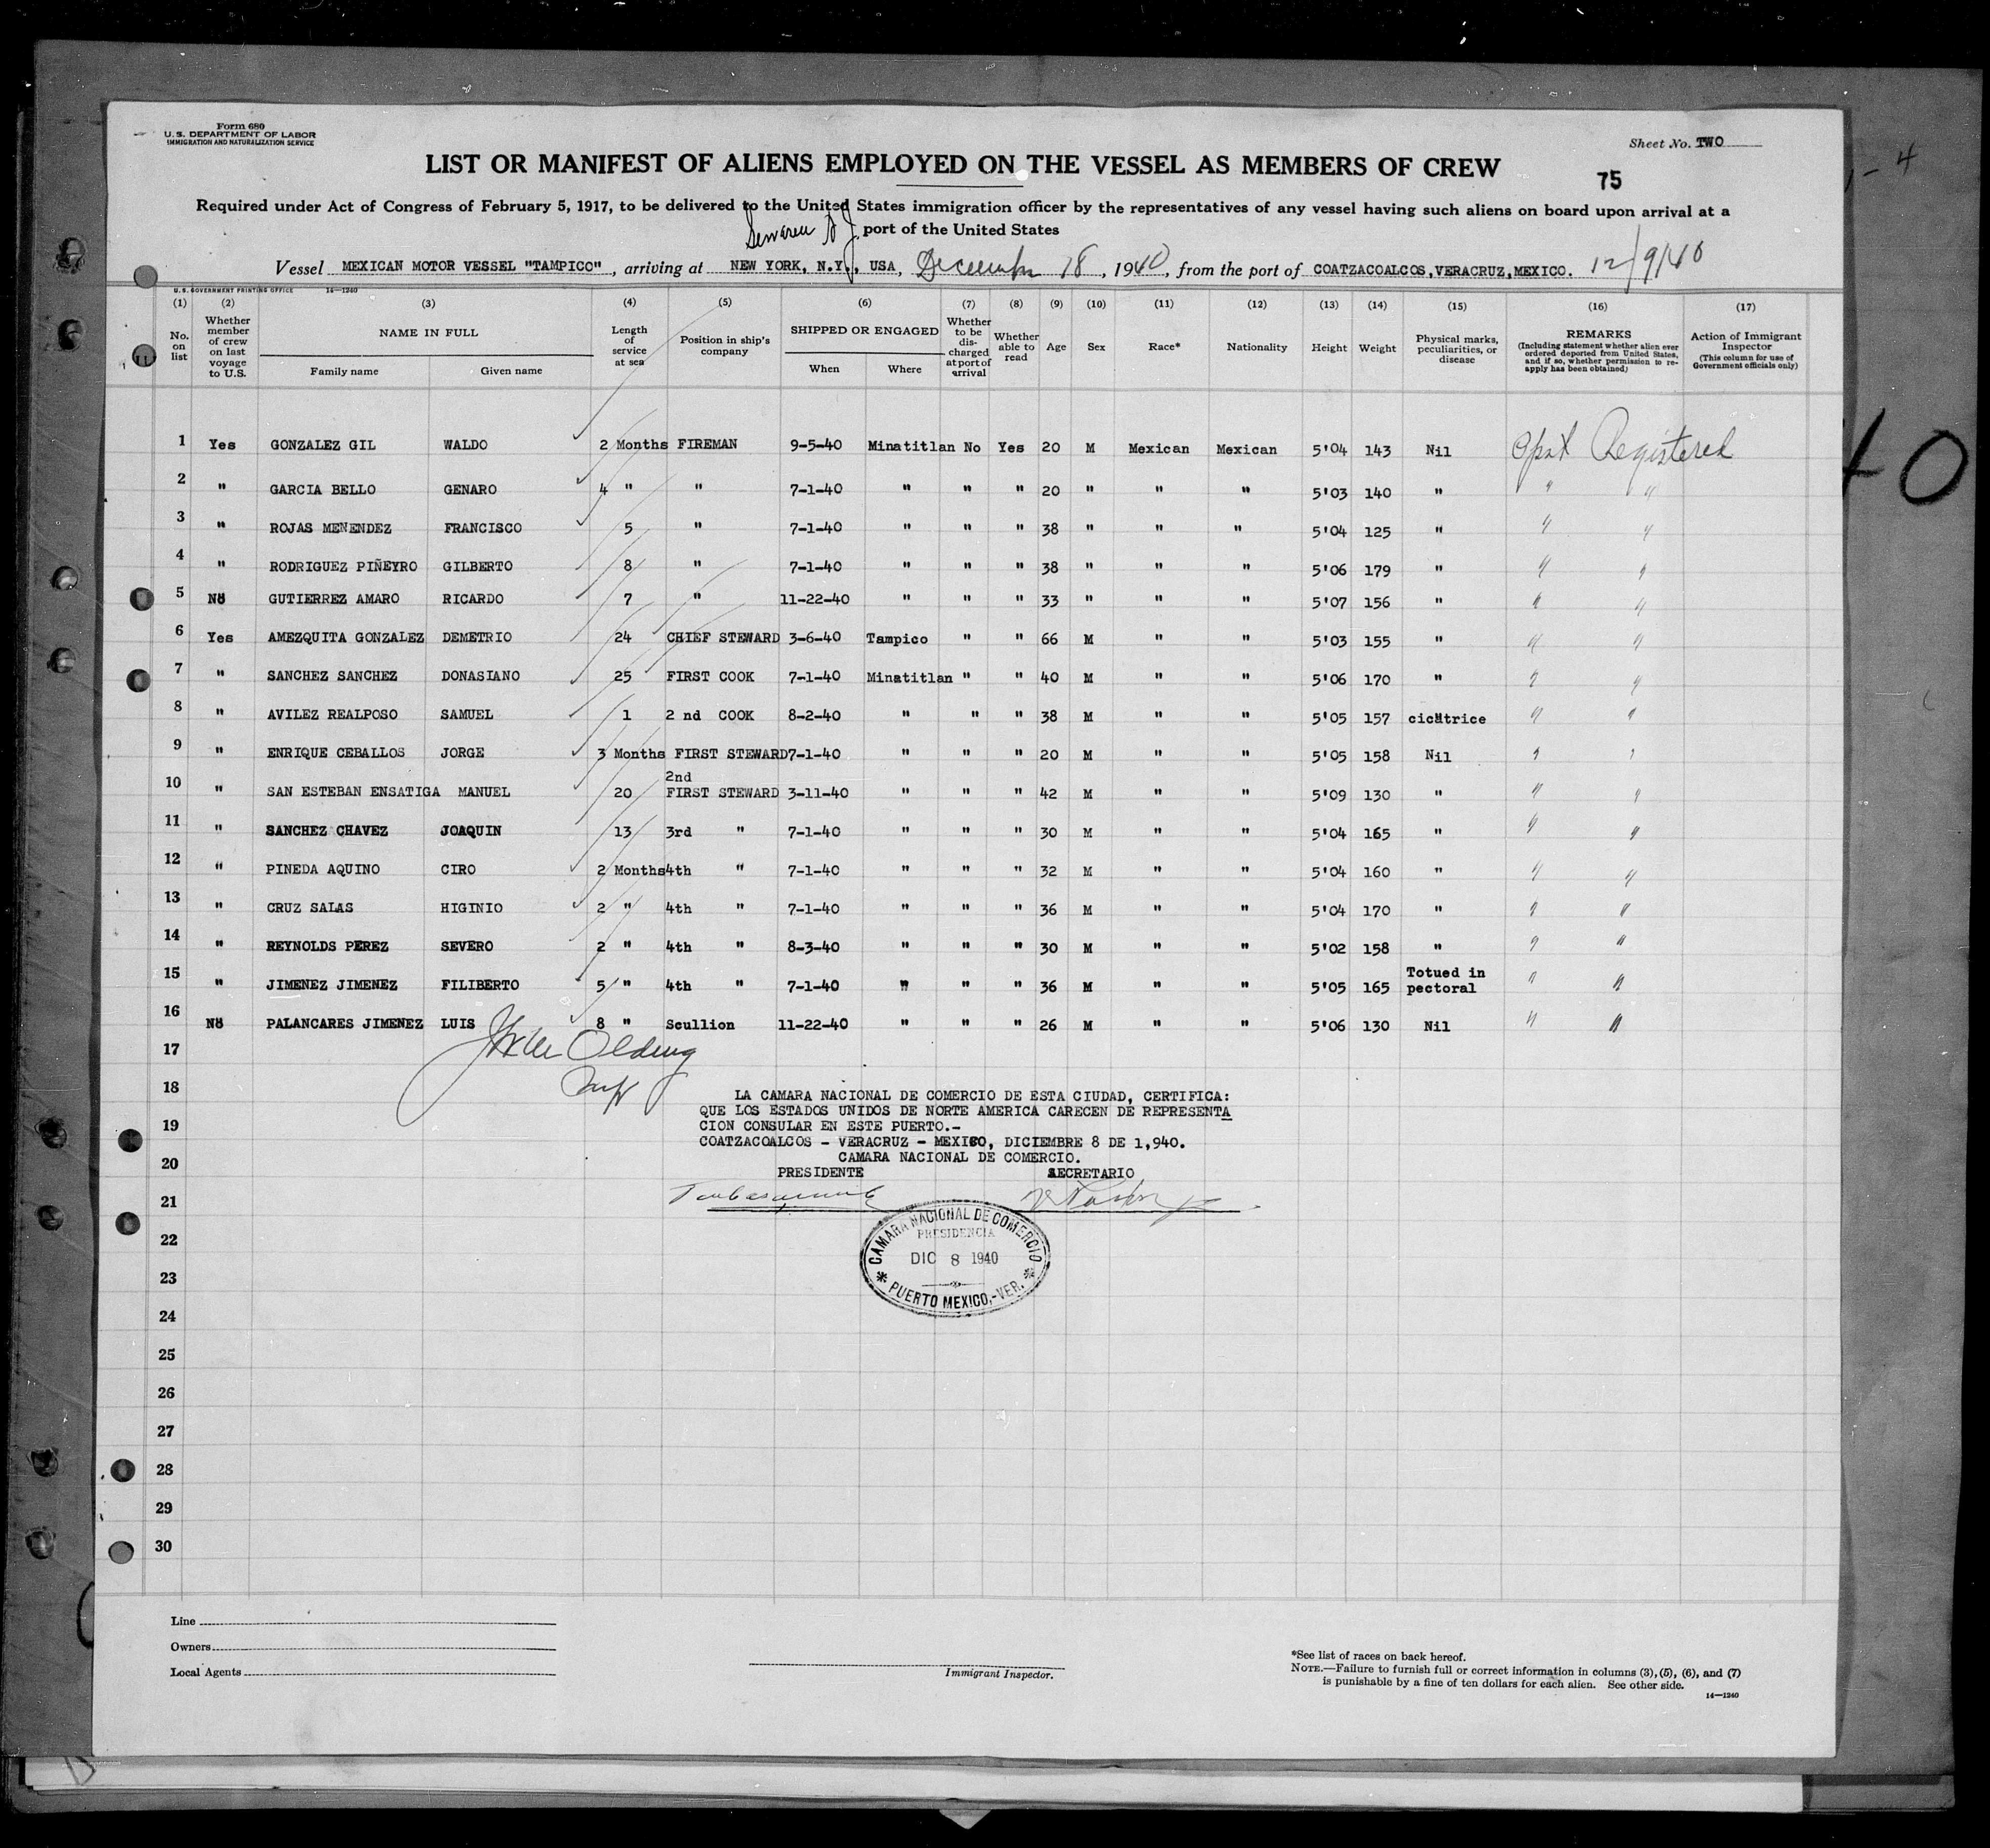 Form 680
U. S. DEPARTMENT OF LABOR
IMMIGRATION AND NATURALIZATION SERVICE
Sheet No. TWO
LIST OR MANIFEST OF ALIENS EMPLOYED ON THE VESSEL AS MEMBERS OF CREW
75
Required under Act of Congress of February 5, 1917, to be delivered to the United States immigration officer by the representatives of any vessel having such aliens on board upon arrival at a
port of the United States
Sewaren N J.
Vessel MEXICAN MOTOR VESSEL "TAMPICO", arriving at NEW YORK, N.Y., USA, December 18, 1940, from the port of COATZACOALCOS,VERACRUZ,MEXICO. 12/9/40
U. S. GOVERNMENT PRINTING OFFICE 14—1240
(1) (2) (3) (4) (5) (6) (7) (8) (9) (10) (11) (12) (13) (14) (15) (16) (17)
No. on list
Whether member of crew on last voyage to U.S.
NAME IN FULL
Family name Given name
Length of service at sea
Position in ship's company
SHIPPED OR ENGAGED
When Where
Whether to be discharged at port of arrival
Whether able to read
Age
Sex
Race*
Nationality
Height
Weight
Physical marks, peculiarities, or disease
REMARKS
(Including statement whether alien ever ordered deported from United States, and if so, whether permission to re-apply has been obtained)
Action of Immigrant Inspector
(This column for use of Government officials only)
1 Yes GONZALEZ GIL WALDO 2 Months FIREMAN 9-5-40 Minatitlan No Yes 20 M Mexican Mexican 5'04 143 Nil Registered
2 " GARCIA BELLO GENARO 4 " " 7-1-40 " " " 20 " " " 5'03 140 " " "
3 " ROJAS MENENDEZ FRANCISCO 5 " 7-1-40 " " " 38 " " " 5'04 125 " " "
4 " RODRIGUEZ PIÑEYRO GILBERTO 8 " 7-1-40 " " " 38 " " " 5'06 179 " " "
5 No GUTIERREZ AMARO RICARDO 7 " 11-22-40 " " " 33 " " " 5'07 156 " " "
6 Yes AMEZQUITA GONZALEZ DEMETRIO 24 CHIEF STEWARD 3-6-40 Tampico " " 66 M " " 5'03 155 " " "
7 " SANCHEZ SANCHEZ DONASIANO 25 FIRST COOK 7-1-40 Minatitlan " " 40 M " " 5'06 170 " " "
8 " AVILEZ REALPOSO SAMUEL 1 2 nd COOK 8-2-40 " " " 38 M " " 5'05 157 cicatrice " "
9 " ENRIQUE CEBALLOS JORGE 3 Months FIRST STEWARD 7-1-40 " " " 20 M " " 5'05 158 Nil " "
2nd
10 " SAN ESTEBAN ENSATIGA MANUEL 20 FIRST STEWARD 3-11-40 " " " 42 M " " 5'09 130 " " "
11 " SANCHEZ CHAVEZ JOAQUIN 13 3rd " 7-1-40 " " " 30 M " " 5'04 165 " " "
12 " PINEDA AQUINO CIRO 2 Months 4th " 7-1-40 " " " 32 M " " 5'04 160 " " "
13 " CRUZ SALAS HIGINIO 2 " 4th " 7-1-40 " " " 36 M " " 5'04 170 " " "
14 " REYNOLDS PEREZ SEVERO 2 " 4th " 8-3-40 " " " 30 M " " 5'02 158 " " "
15 " JIMENEZ JIMENEZ FILIBERTO 5 " 4th " 7-1-40 " " " 36 M " " 5'05 165 Totued in pectoral " "
16 No PALANCARES JIMENEZ LUIS 8 " Scullion 11-22-40 " " " 26 M " " 5'06 130 Nil " "
17
18
19
20
21
22
23
24
25
26
27
28
29
30
LA CAMARA NACIONAL DE COMERCIO DE ESTA CIUDAD, CERTIFICA:
QUE LOS ESTADOS UNIDOS DE NORTE AMERICA CARECEN DE REPRESENTA
CION CONSULAR EN ESTE PUERTO.-
COATZACOALCOS - VERACRUZ - MEXICO, DICIEMBRE 8 DE 1,940.
CAMARA NACIONAL DE COMERCIO.
PRESIDENTE SECRETARIO
CAMARA NACIONAL DE COMERCIO
PRESIDENCIA
DIC 8 1940
* PUERTO MEXICO,-VER. *
Line
Owners
Local Agents
Immigrant Inspector.
*See list of races on back hereof.
NOTE.—Failure to furnish full or correct information in columns (3), (5), (6), and (7)
is punishable by a fine of ten dollars for each alien. See other side.
14—1240